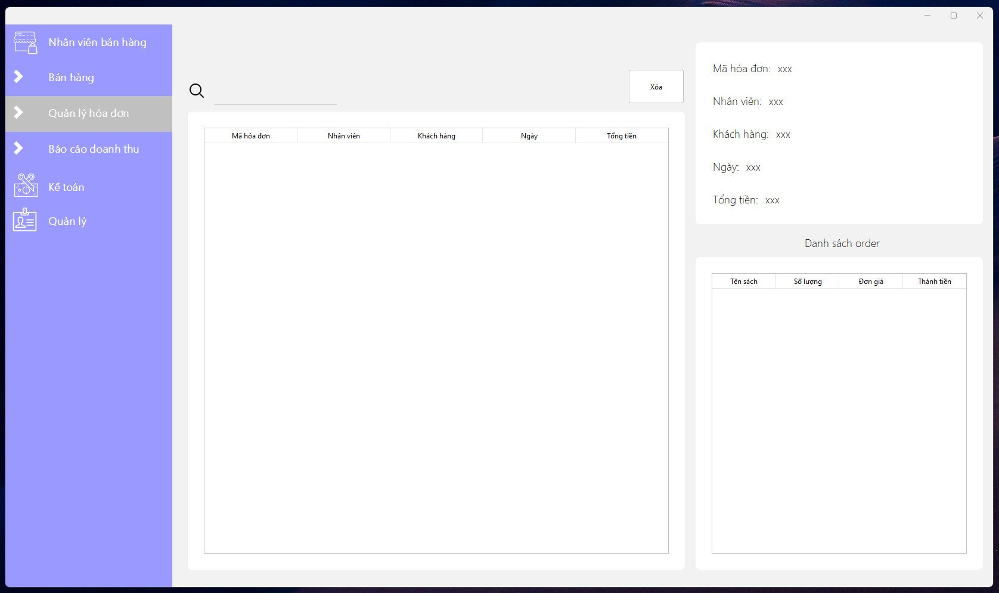 Nhân viên bán hàng
Bán hàng
Quản lý hóa đơn
Báo cáo doanh thu
Kế toán
Quản lý
Xóa
Mã hóa đơn Nhân viên Khách hàng Ngày Tổng tiền
Mã hóa đơn: xxx
Nhân viên: xxx
Khách hàng: xxx
Ngày: xxx
Tổng tiền: xxx
Danh sách order
Tên sách Số lượng Đơn giá Thành tiền